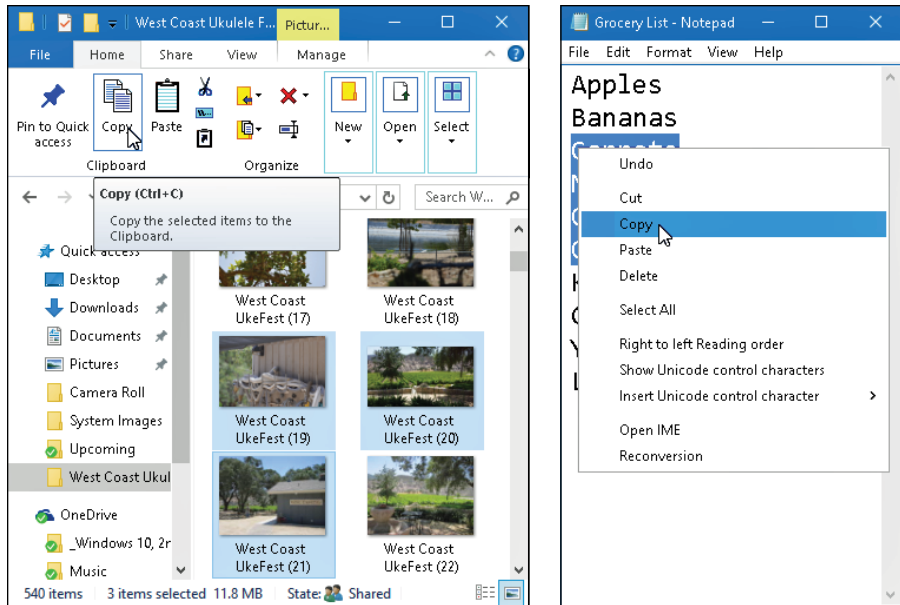 West Coast Ukulele F...
Pictur...
File
Home
Share
View
Manage
Pin to Quick
access
Copy
Paste
New
Open
Select
Clipboard
Organize
Copy (Ctrl+C)
Copy the selected items to the
Clipboard.
Search W...
Quick access
Desktop
Downloads
Documents
Pictures
Camera Roll
System Images
Upcoming
West Coast Ukul
OneDrive
_Windows 10, 2r
Music
West Coast
UkeFest (17)
West Coast
UkeFest (18)
West Coast
UkeFest (19)
West Coast
UkeFest (20)
West Coast
UkeFest (21)
West Coast
UkeFest (22)
540 items
3 items selected
11.8 MB
State:
Shared
Grocery List - Notepad
File
Edit
Format
View
Help
Apples
Bananas
Undo
Cut
Copy
Paste
Delete
Select All
Right to left Reading order
Show Unicode control characters
Insert Unicode control character
Open IME
Reconversion